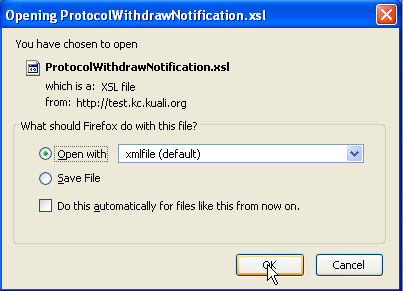 Opening ProtocolWithdrawNotification.xsl
You have chosen to open
ProtocolWithdrawNotification.xsl
which is a: XSL file
from: http://test.kc.kuali.org
What should Firefox do with this file?
Open with xmlfile (default)
Save File
Do this automatically for files like this from now on.
OK Cancel